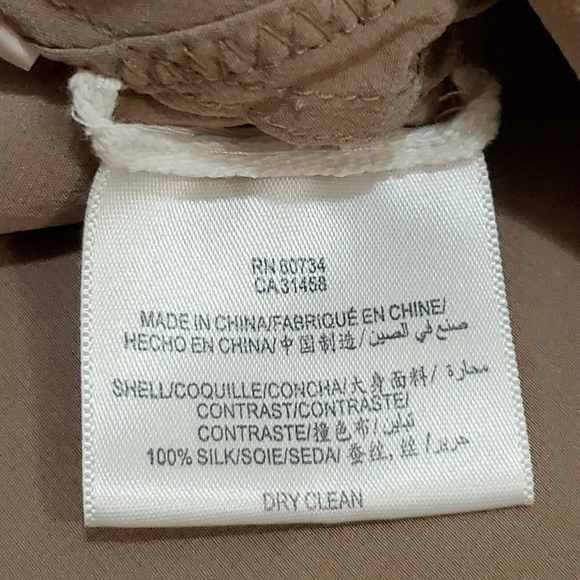 RN 80734
CA 31458
MADE IN CHINA/FABRIQUÉ EN CHINE/
HECHO EN CHINA/中国制造/صنع في الصين/
SHELL/COQUILLE/CONCHA/大身面料/ محارة/
CONTRAST/CONTRASTE/
CONTRASTE/撞色布/تباين/
100% SILK/SOIE/SEDA/ 蚕丝, 丝/حرير/
DRY CLEAN